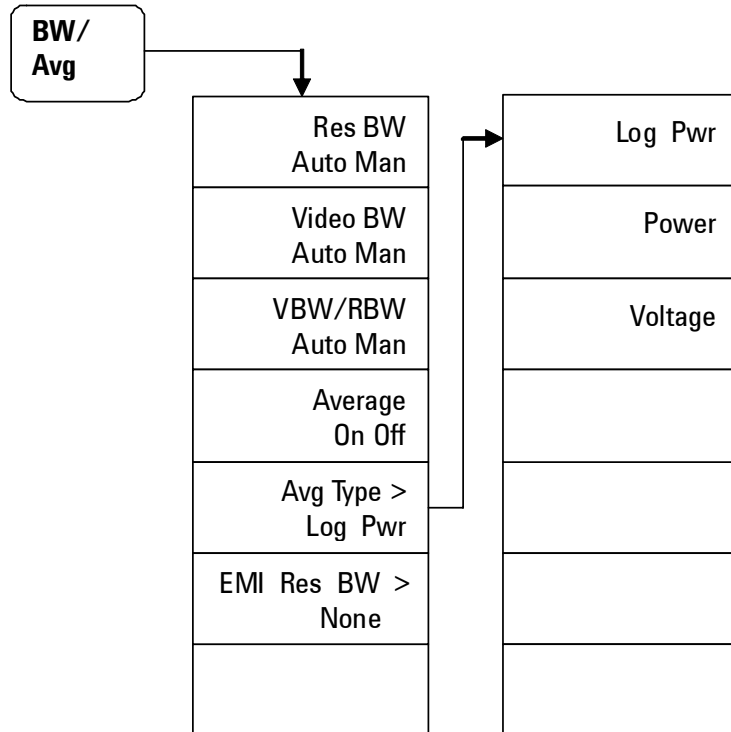 BW/
Avg
Res BW
Auto Man
Video BW
Auto Man
VBW/RBW
Auto Man
Average
On Off
Avg Type >
Log Pwr
EMI Res BW >
None
Log Pwr
Power
Voltage